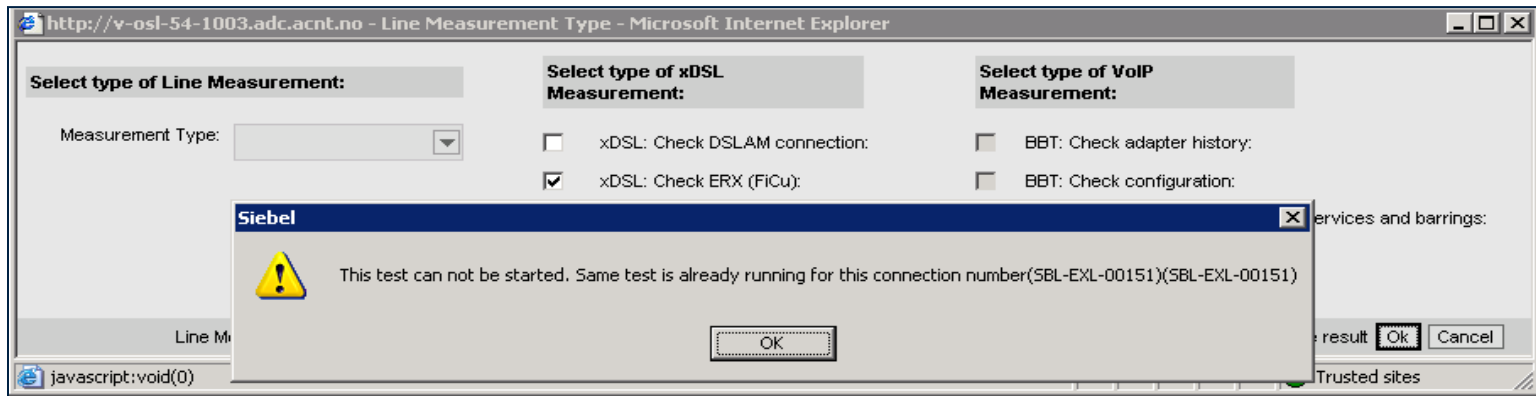 http://v-osl-54-1003.adc.acnt.no - Line Measurement Type - Microsoft Internet Explorer
Select type of Line Measurement:
Select type of xDSL
Measurement:
Select type of VoIP
Measurement:
Measurement Type:
xDSL: Check DSLAM connection:
BBT: Check adapter history:
xDSL: Check ERX (FiCu):
BBT: Check configuration:
Siebel
ervices and barrings:
This test can not be started. Same test is already running for this connection number(SBL-EXL-00151)(SBL-EXL-00151)
OK
Line M
result Ok Cancel
javascript:void(0)
Trusted sites